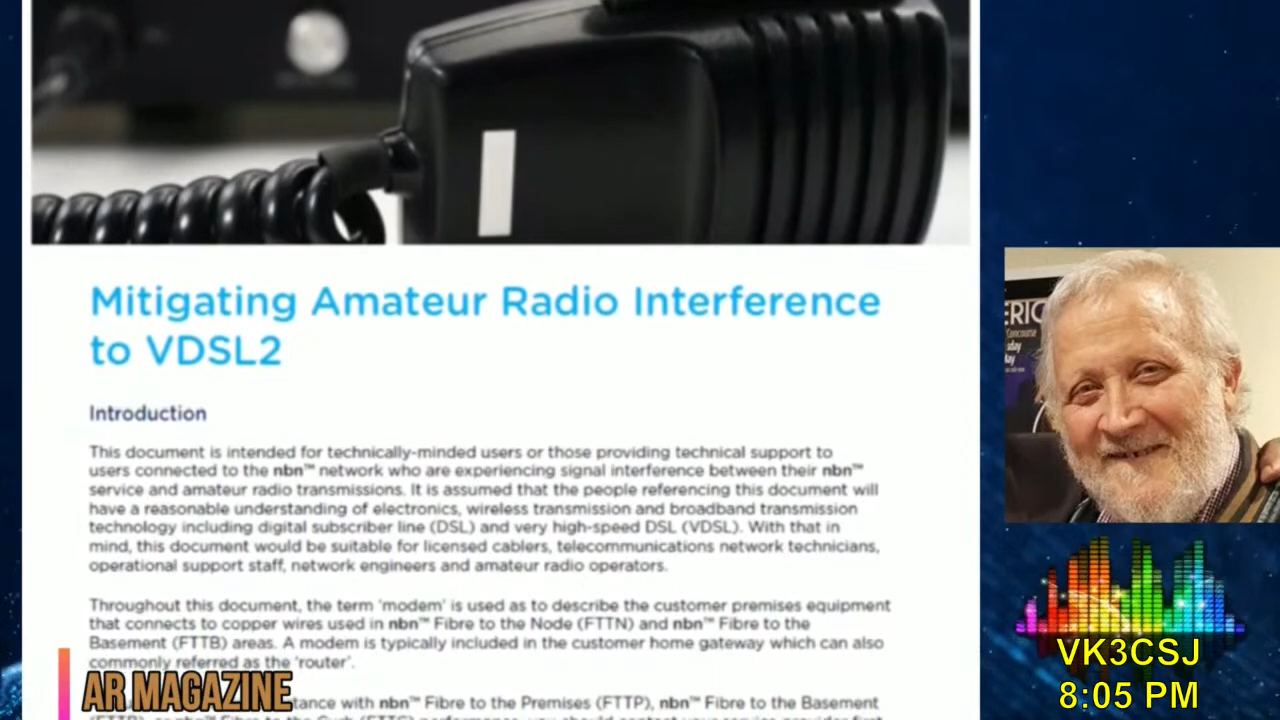 Mitigating Amateur Radio Interference
to VDSL2
Introduction
This document is intended for technically-minded users or those providing technical support to
users connected to the nbn™ network who are experiencing signal interference between their nbn™
service and amateur radio transmissions. It is assumed that the people referencing this document will
have a reasonable understanding of electronics, wireless transmission and broadband transmission
technology including digital subscriber line (DSL) and very high-speed DSL (VDSL). With that in
mind, this document would be suitable for licensed cablers, telecommunications network technicians,
operational support staff, network engineers and amateur radio operators.
Throughout this document, the term 'modem' is used as to describe the customer premises equipment
that connects to copper wires used in nbn™ Fibre to the Node (FTTN) and nbn™ Fibre to the
Basement (FTTB) areas. A modem is typically included in the customer home gateway which can also
commonly referred as the 'router'.
tance with nbn™ Fibre to the Premises (FTTP), nbn™ Fibre to the Basement
AR MAGAZINE
ERIC
Concourse
VK3CSJ
8:05 PM